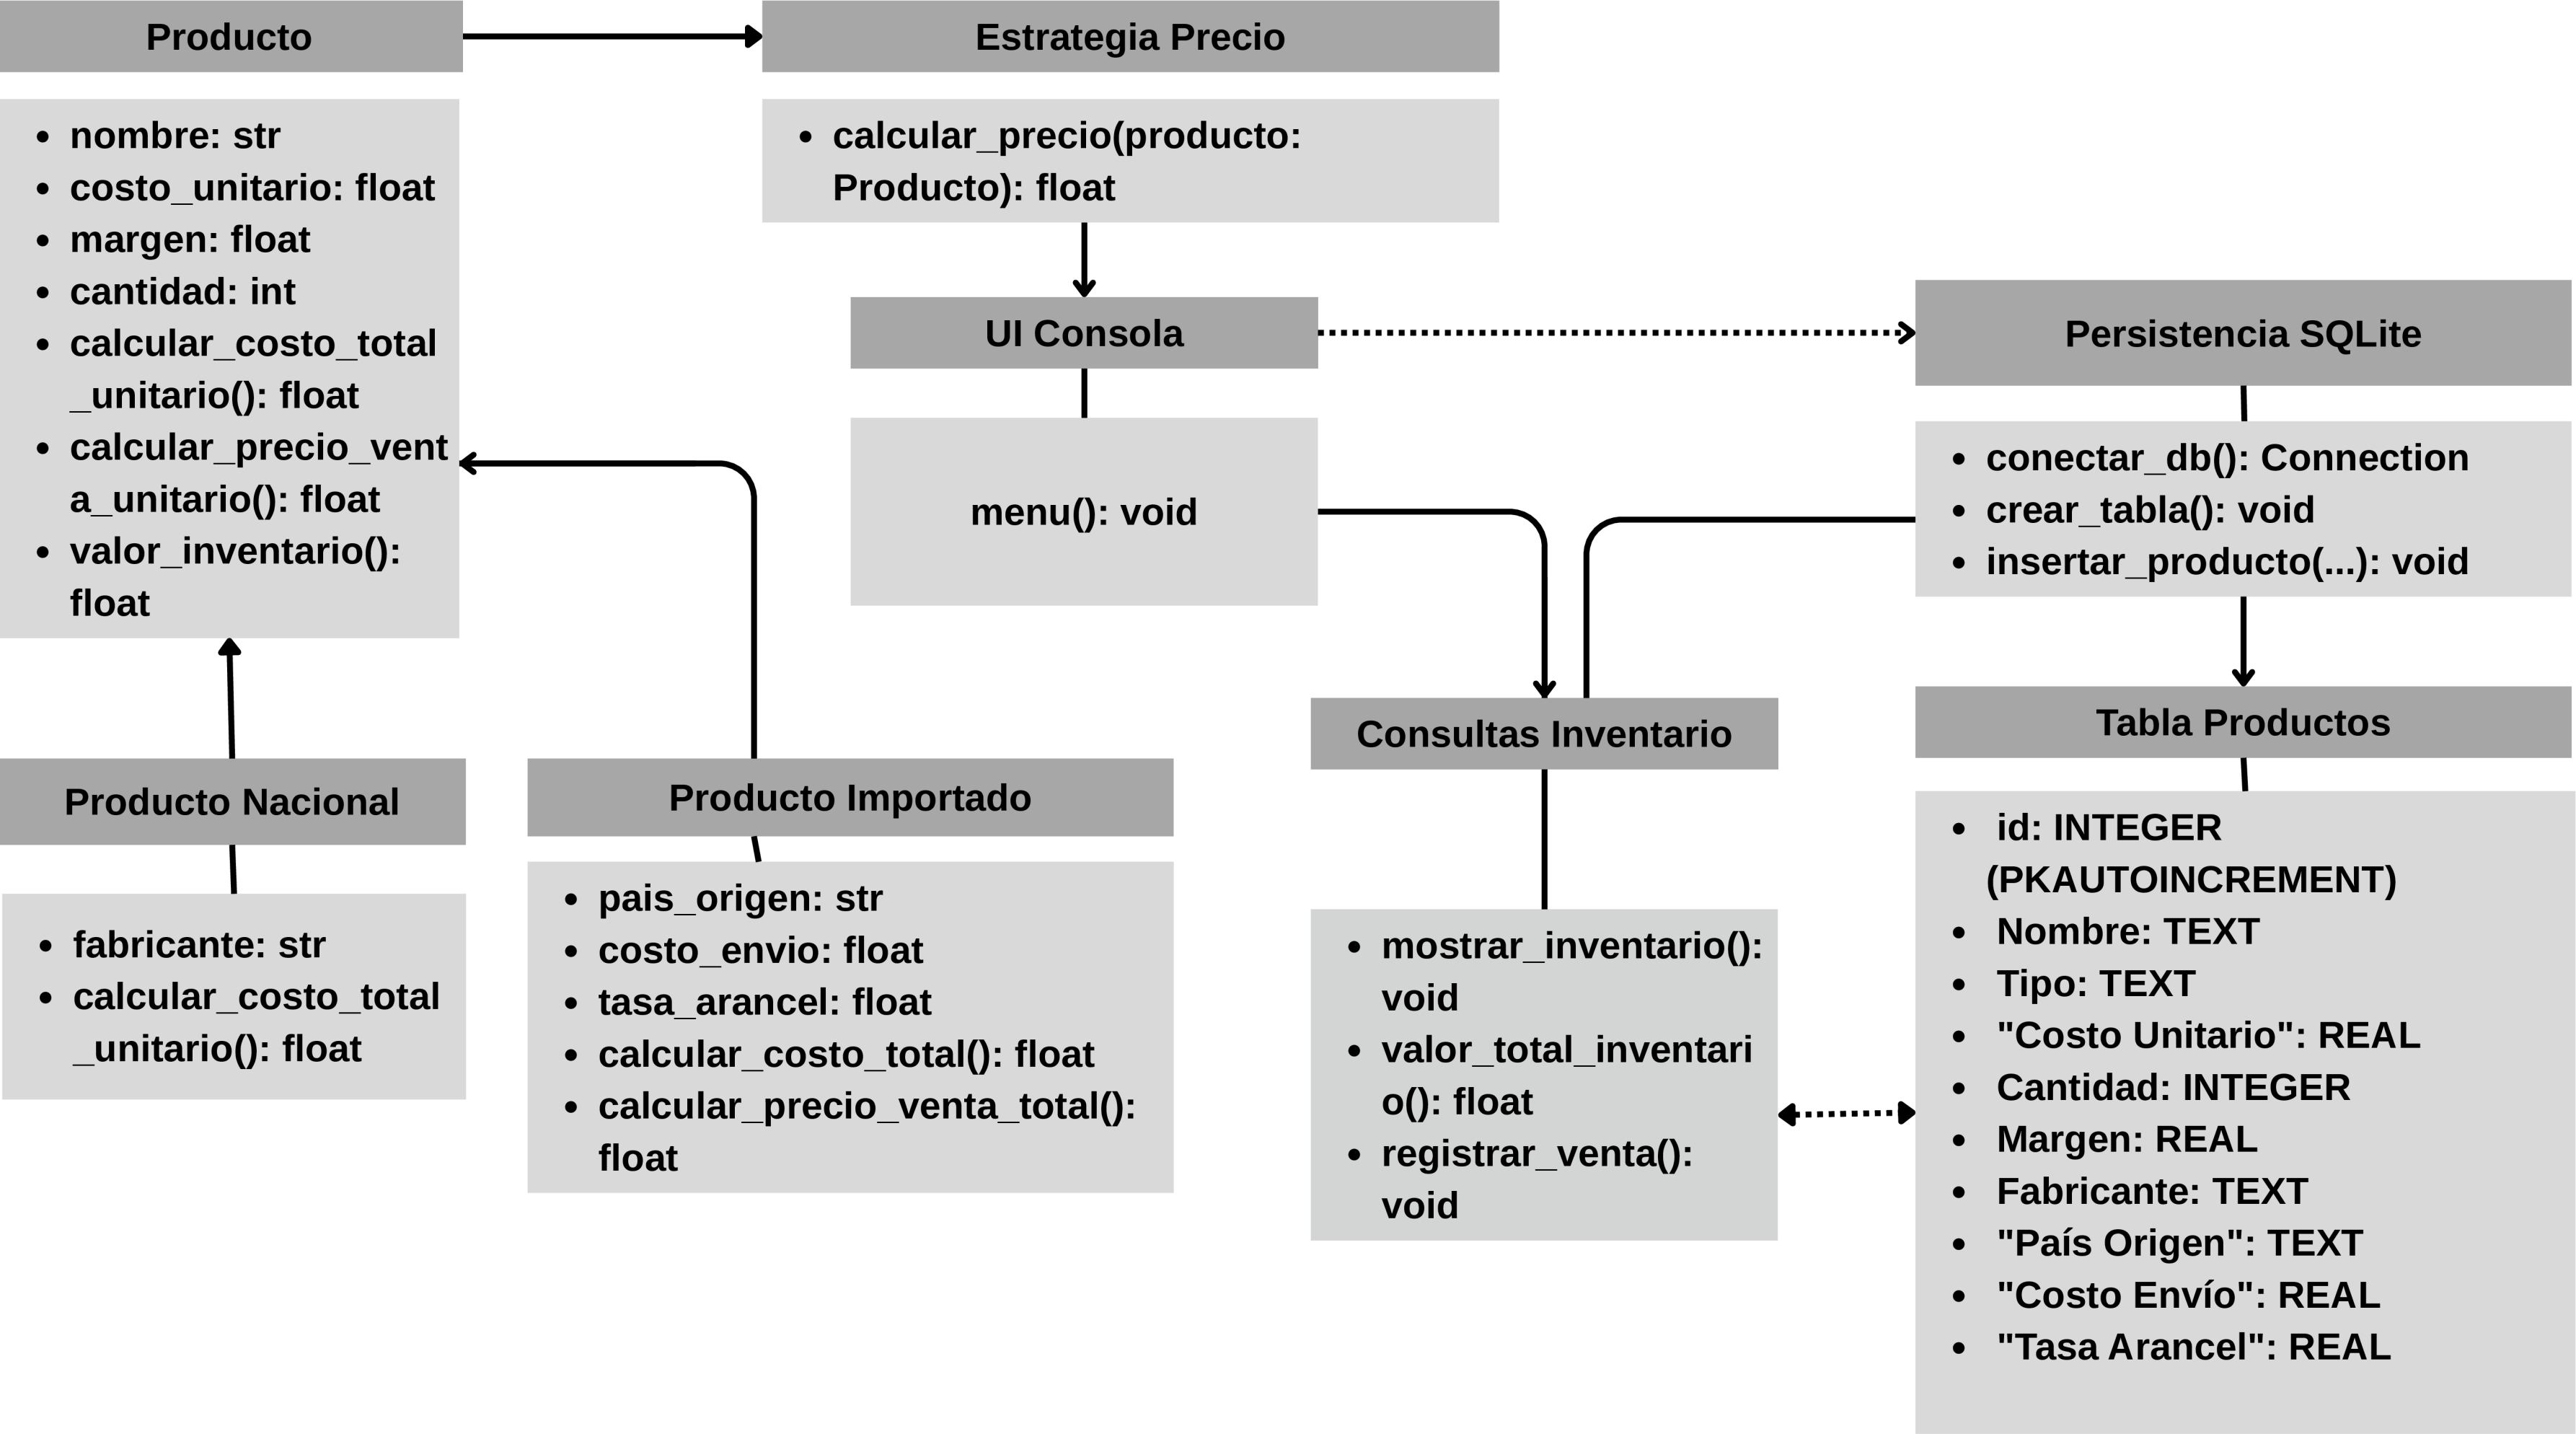 Producto
nombre: str
costo_unitario: float
margen: float
cantidad: int
calcular_costo_total
_unitario(): float
calcular_precio_vent
a_unitario(): float
valor_inventario():
float
Estrategia Precio
calcular_precio(producto:
Producto): float
UI Consola
menu(): void
Persistencia SQLite
conectar_db(): Connection
crear_tabla(): void
insertar_producto(...): void
Producto Nacional
fabricante: str
calcular_costo_total
_unitario(): float
Producto Importado
pais_origen: str
costo_envio: float
tasa_arancel: float
calcular_costo_total(): float
calcular_precio_venta_total():
float
Consultas Inventario
mostrar_inventario():
void
valor_total_inventari
o(): float
registrar_venta():
void
Tabla Productos
id: INTEGER
(PKAUTOINCREMENT)
Nombre: TEXT
Tipo: TEXT
"Costo Unitario": REAL
Cantidad: INTEGER
Margen: REAL
Fabricante: TEXT
"País Origen": TEXT
"Costo Envío": REAL
"Tasa Arancel": REAL